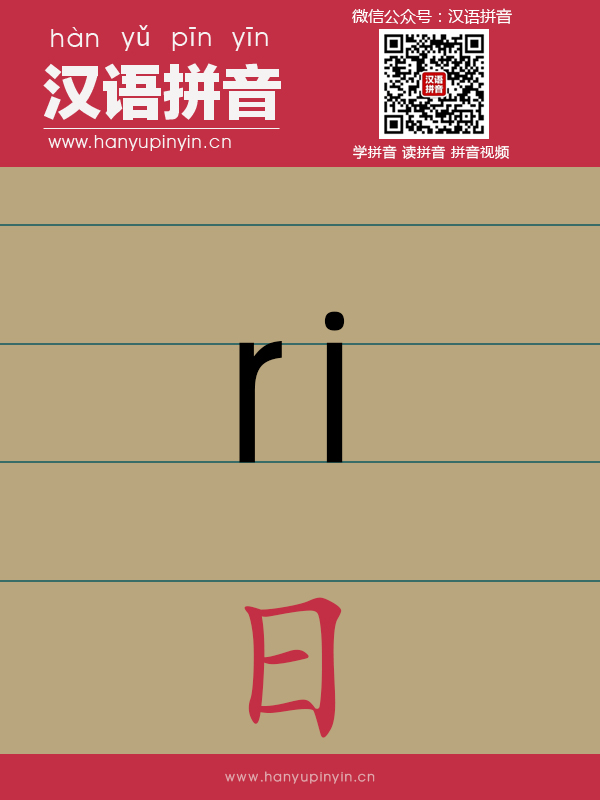 hàn yǔ pīn yīn
汉语拼音
www.hanyupinyin.cn
微信公众号：汉语拼音
汉语
拼音
学拼音 读拼音 拼音视频
ri
日
www.hanyupinyin.cn